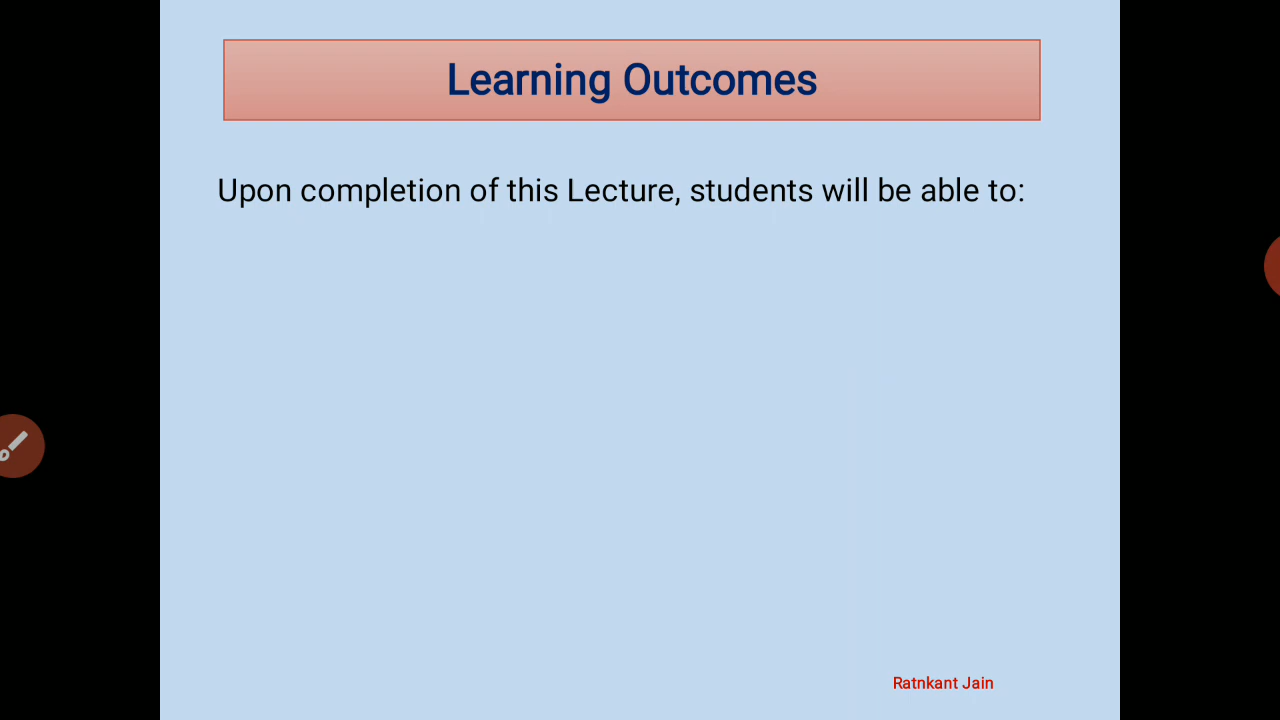 Learning Outcomes
Upon completion of this Lecture, students will be able to:
Ratnkant Jain